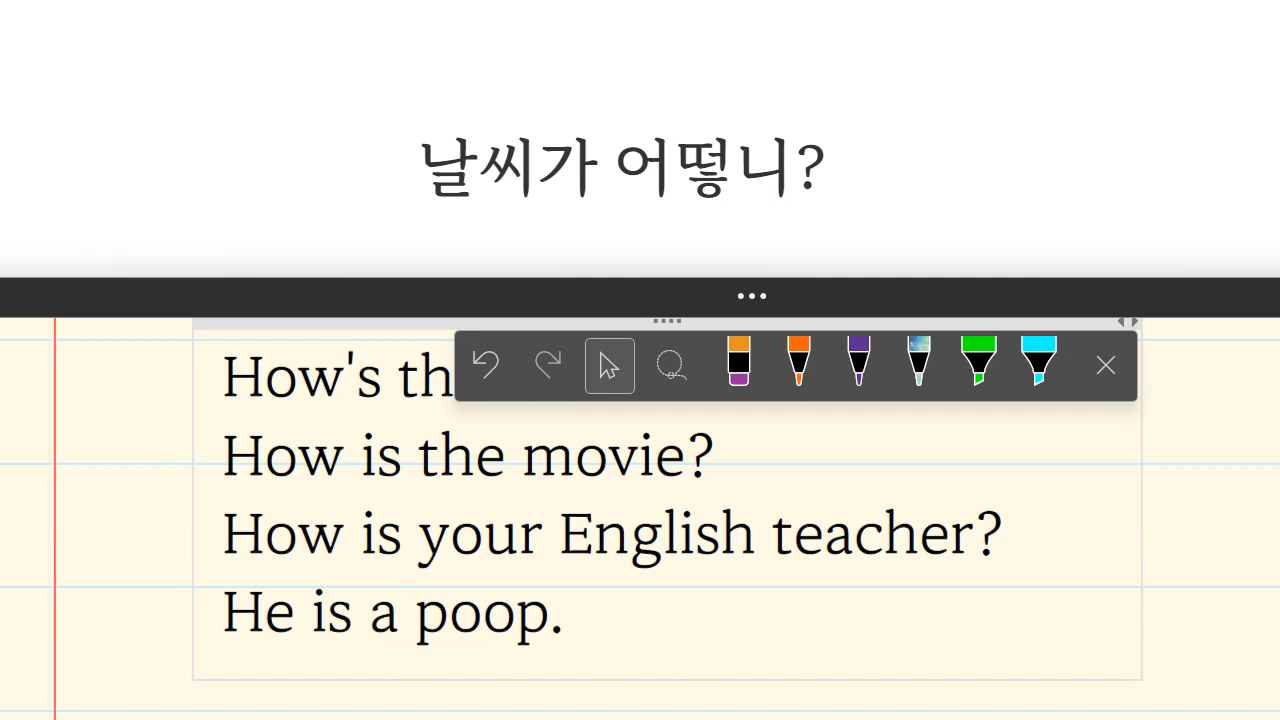 날씨가 어떻니?
How's th
How is the movie?
How is your English teacher?
He is a poop.